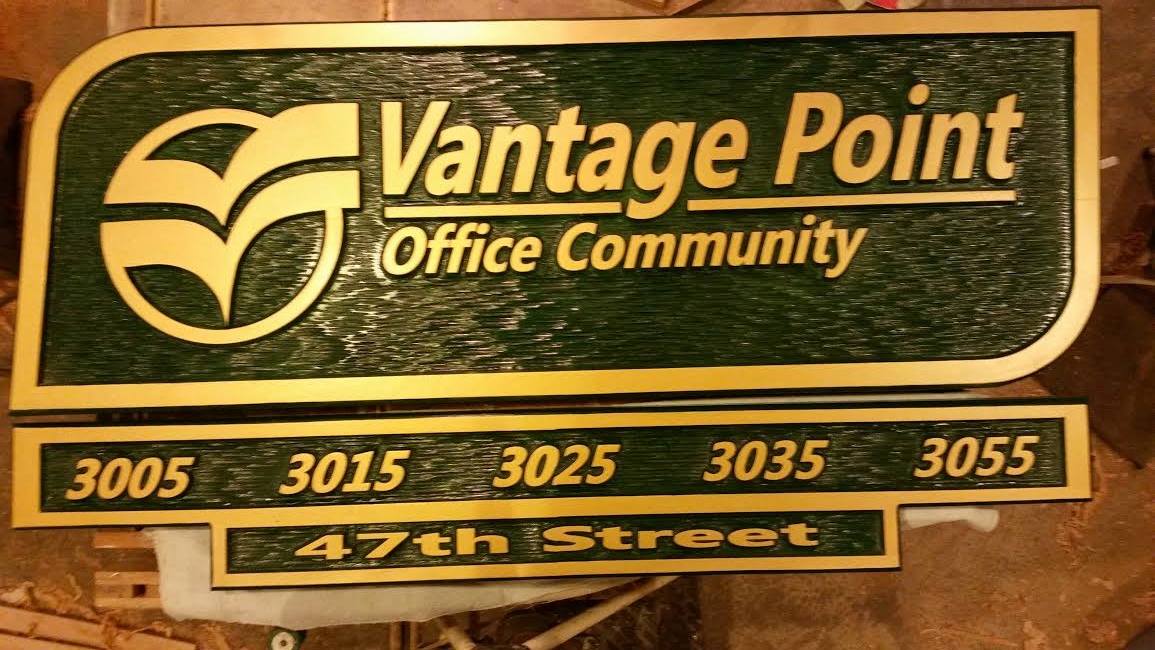 Vantage Point
Office Community
3005 3015 3025 3035 3055
47th Street